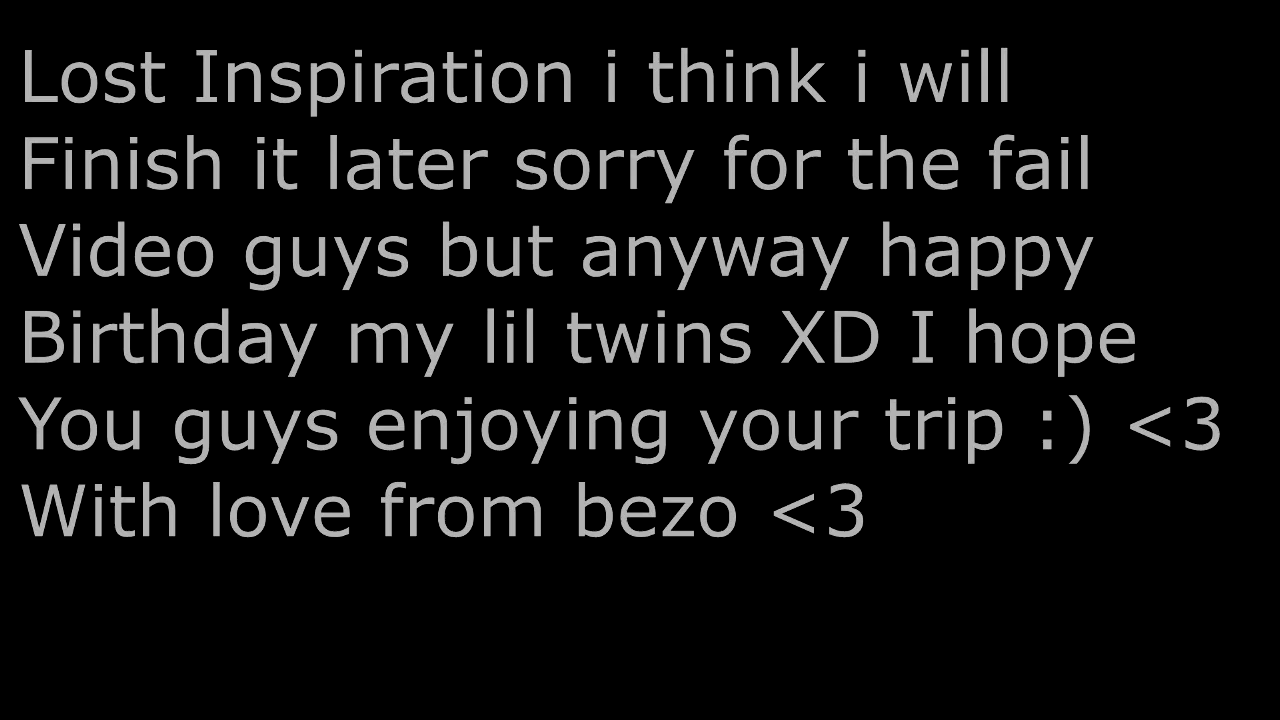 Lost Inspiration i think i will
Finish it later sorry for the fail
Video guys but anyway happy
Birthday my lil twins XD I hope
You guys enjoying your trip :) <3
With love from bezo <3